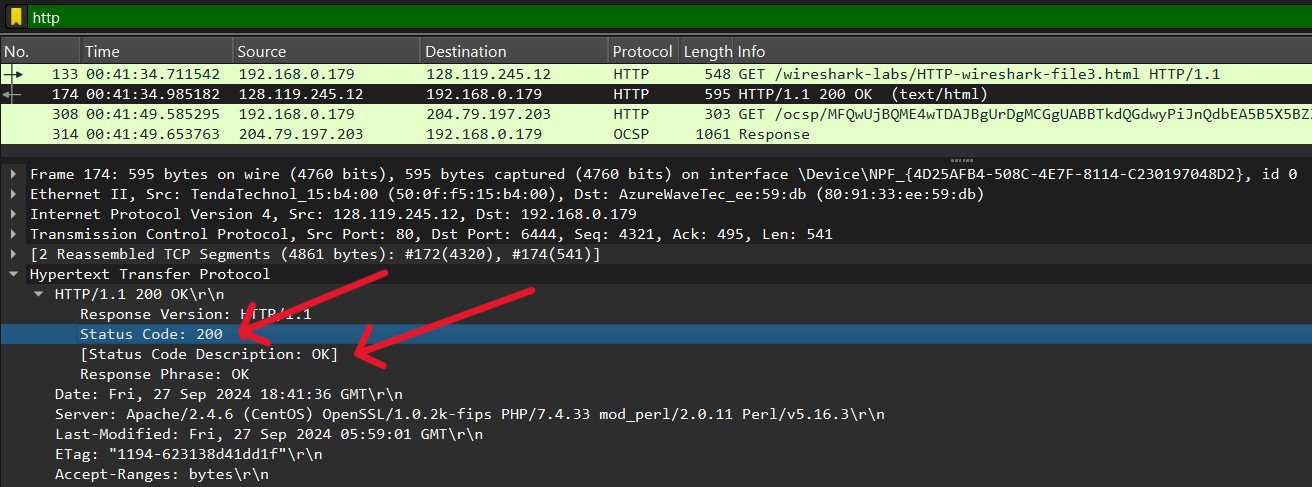 http
No. Time Source Destination Protocol Length Info
133 00:41:34.711542 192.168.0.179 128.119.245.12 HTTP 548 GET /wireshark-labs/HTTP-wireshark-file3.html HTTP/1.1
174 00:41:34.985182 128.119.245.12 192.168.0.179 HTTP 595 HTTP/1.1 200 OK (text/html)
308 00:41:49.585295 192.168.0.179 204.79.197.203 HTTP 303 GET /ocsp/MFQwUjBQME4wTDAJBgUrDgMCGgUABBTkdQGdwyPiJnQdbEA5B5X5BZ
314 00:41:49.653763 204.79.197.203 192.168.0.179 OCSP 1061 Response
Frame 174: 595 bytes on wire (4760 bits), 595 bytes captured (4760 bits) on interface \Device\NPF_{4D25AFB4-508C-4E7F-8114-C230197048D2}, id 0
Ethernet II, Src: TendaTechnol_15:b4:00 (50:0f:f5:15:b4:00), Dst: AzureWaveTec_ee:59:db (80:91:33:ee:59:db)
Internet Protocol Version 4, Src: 128.119.245.12, Dst: 192.168.0.179
Transmission Control Protocol, Src Port: 80, Dst Port: 6444, Seq: 4321, Ack: 495, Len: 541
[2 Reassembled TCP Segments (4861 bytes): #172(4320), #174(541)]
Hypertext Transfer Protocol
HTTP/1.1 200 OK\r\n
Response Version: HTTP/1.1
Status Code: 200
[Status Code Description: OK]
Response Phrase: OK
Date: Fri, 27 Sep 2024 18:41:36 GMT\r\n
Server: Apache/2.4.6 (CentOS) OpenSSL/1.0.2k-fips PHP/7.4.33 mod_perl/2.0.11 Perl/v5.16.3\r\n
Last-Modified: Fri, 27 Sep 2024 05:59:01 GMT\r\n
ETag: "1194-623138d41dd1f"\r\n
Accept-Ranges: bytes\r\n